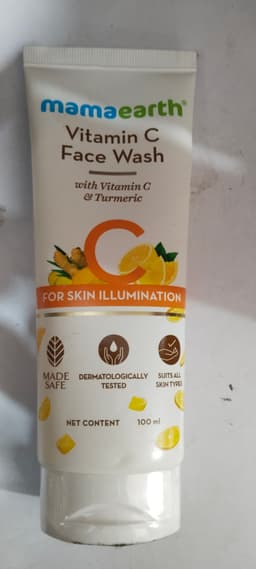 mamaearth®
Vitamin C
Face Wash
with Vitamin C
& Turmeric
C
FOR SKIN ILLUMINATION
MADE
SAFE
DERMATOLOGICALLY
TESTED
SUITS ALL
SKIN TYPES
NET CONTENT 100 ml